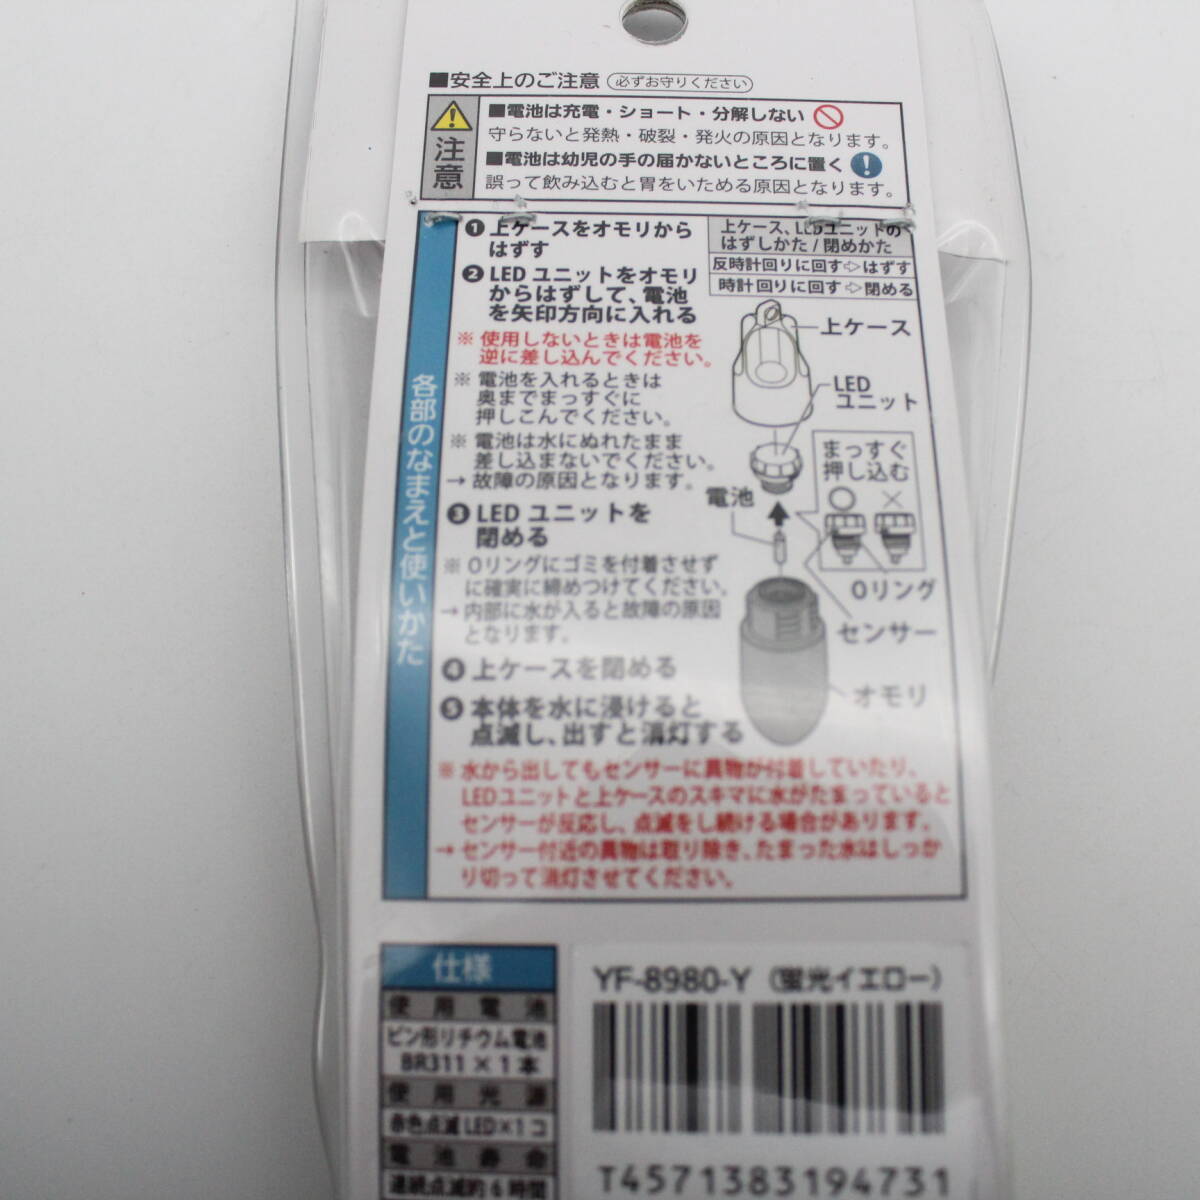 ■安全上のご注意 (必ずお守りください)
注意
■電池は充電・ショート・分解しない
守らないと発熱・破裂・発火の原因となります。
■電池は幼児の手の届かないところに置く
誤って飲み込むと胃をいためる原因となります。
各部のなまえと使いかた
❶ 上ケースをオモリから
はずす
❷ LED ユニットをオモリ
からはずして、電池
を矢印方向に入れる
※ 使用しないときは電池を
逆に差し込んでください。
※ 電池を入れるときは
奥までまっすぐに
押しこんでください。
※ 電池は水にぬれたまま
差し込まないでください。
→ 故障の原因となります。
❸ LED ユニットを
閉める
※ Oリングにゴミを付着させず
に確実に締めつけてください。
→ 内部に水が入ると故障の原因
となります。
❹ 上ケースを閉める
❺ 本体を水に浸けると
点滅し、出すと消灯する
上ケース、LEDユニットの
はずしかた / 閉めかた
反時計回りに回す⇨はずす
時計回りに回す⇨閉める
上ケース
LED
ユニット
まっすぐ
押し込む
○ ×
電池
Oリング
センサー
オモリ
※ 水から出してもセンサーに異物が付着していたり、
LEDユニットと上ケースのスキマに水がたまっていると
センサーが反応し、点滅をし続ける場合があります。
→ センサー付近の異物は取り除き、たまった水はしっか
り切って消灯させてください。
仕様
使用電池
ピン形リチウム電池
BR311 × 1本
使用光源
赤色点滅LED×1コ
電池寿命
連続点滅約6時間
YF-8980-Y (蛍光イエロー)
T4571383194731